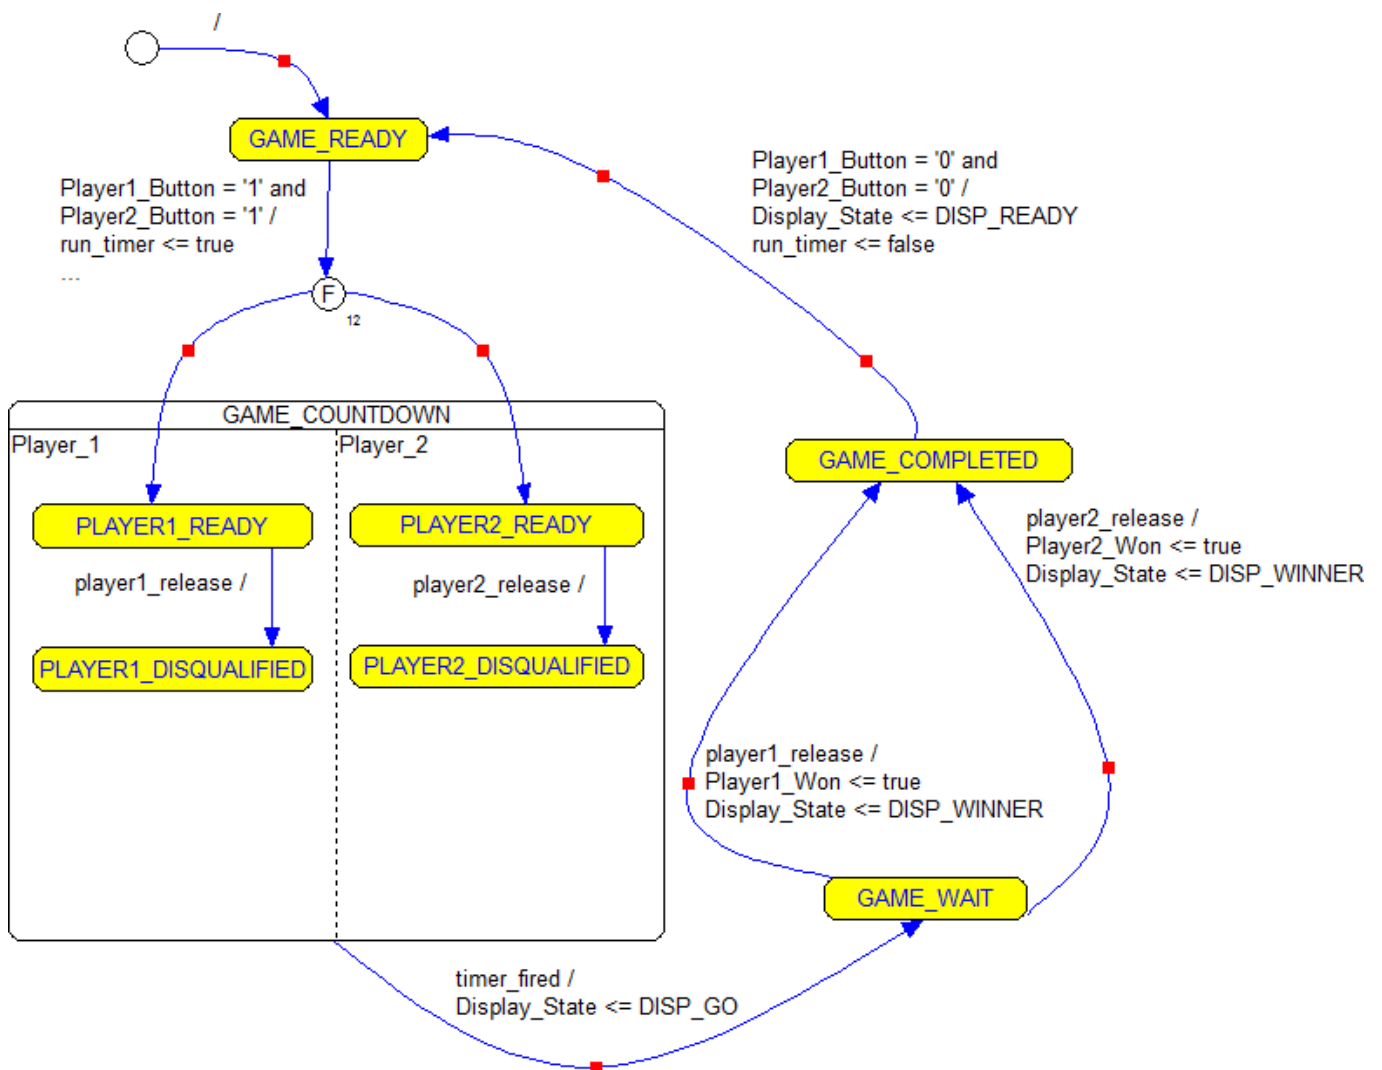 /
GAME_READY
Player1_Button = '1' and
Player2_Button = '1' /
run_timer <= true
...
Player1_Button = '0' and
Player2_Button = '0' /
Display_State <= DISP_READY
run_timer <= false
F
12
GAME_COUNTDOWN
Player_1
Player_2
PLAYER1_READY
PLAYER2_READY
player1_release /
player2_release /
PLAYER1_DISQUALIFIED
PLAYER2_DISQUALIFIED
GAME_COMPLETED
player2_release /
Player2_Won <= true
Display_State <= DISP_WINNER
player1_release /
Player1_Won <= true
Display_State <= DISP_WINNER
GAME_WAIT
timer_fired /
Display_State <= DISP_GO